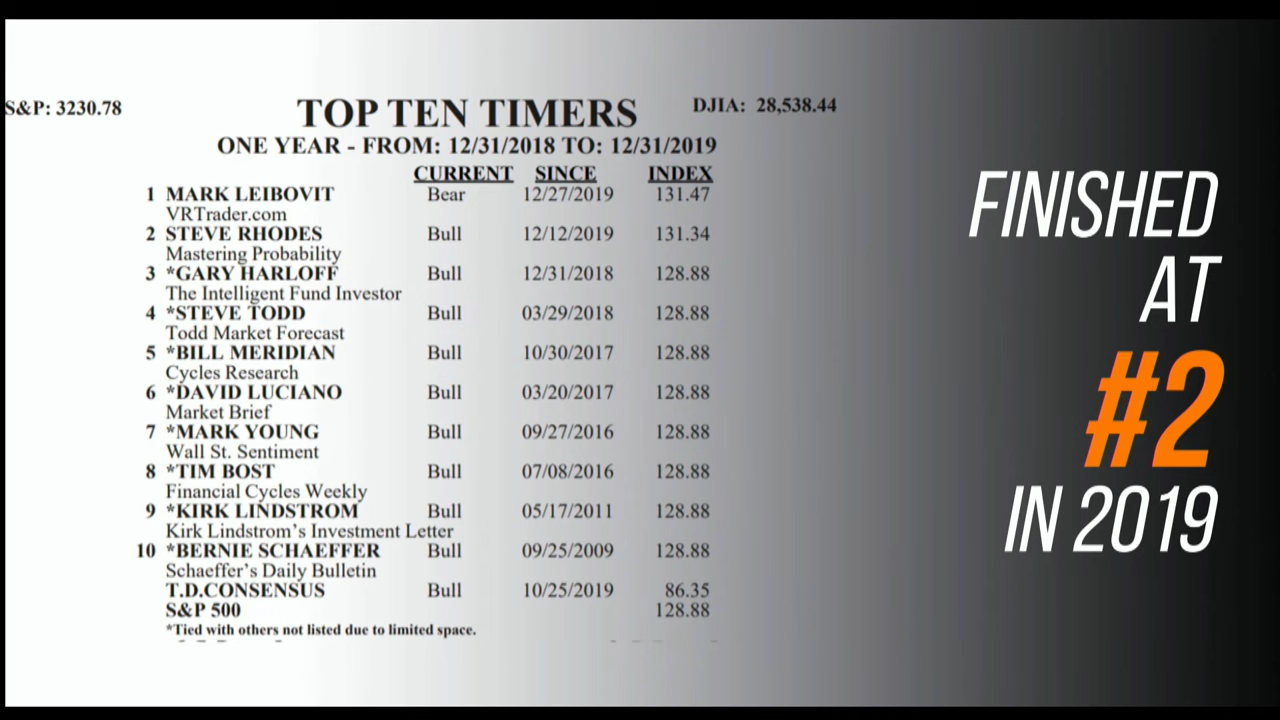 S&P: 3230.78
TOP TEN TIMERS
DJIA: 28,538.44
ONE YEAR - FROM: 12/31/2018 TO: 12/31/2019
CURRENT SINCE INDEX
1 MARK LEIBOVIT Bear 12/27/2019 131.47
VRTrader.com
2 STEVE RHODES Bull 12/12/2019 131.34
Mastering Probability
3 *GARY HARLOFF Bull 12/31/2018 128.88
The Intelligent Fund Investor
4 *STEVE TODD Bull 03/29/2018 128.88
Todd Market Forecast
5 *BILL MERIDIAN Bull 10/30/2017 128.88
Cycles Research
6 *DAVID LUCIANO Bull 03/20/2017 128.88
Market Brief
7 *MARK YOUNG Bull 09/27/2016 128.88
Wall St. Sentiment
8 *TIM BOST Bull 07/08/2016 128.88
Financial Cycles Weekly
9 *KIRK LINDSTROM Bull 05/17/2011 128.88
Kirk Lindstrom's Investment Letter
10 *BERNIE SCHAEFFER Bull 09/25/2009 128.88
Schaeffer's Daily Bulletin
T.D.CONSENSUS Bull 10/25/2019 86.35
S&P 500 128.88
*Tied with others not listed due to limited space.
FINISHED
AT
#2
IN 2019